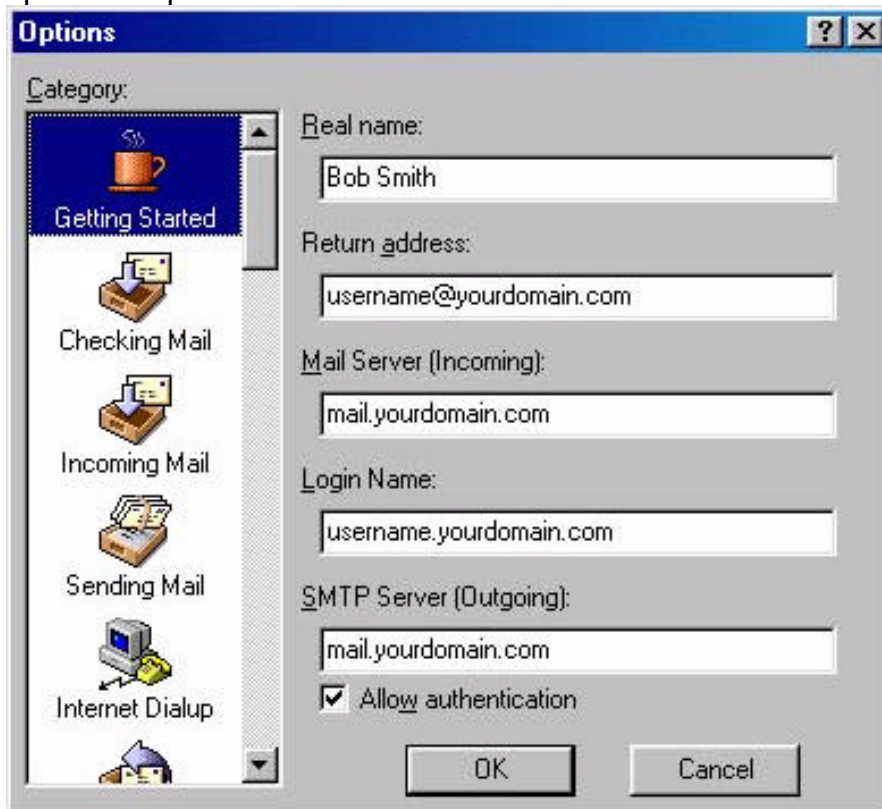 Options
Category:
Getting Started
Checking Mail
Incoming Mail
Sending Mail
Internet Dialup
Real name:
Bob Smith
Return address:
username@yourdomain.com
Mail Server (Incoming):
mail.yourdomain.com
Login Name:
username.yourdomain.com
SMTP Server (Outgoing):
mail.yourdomain.com
Allow authentication
OK
Cancel